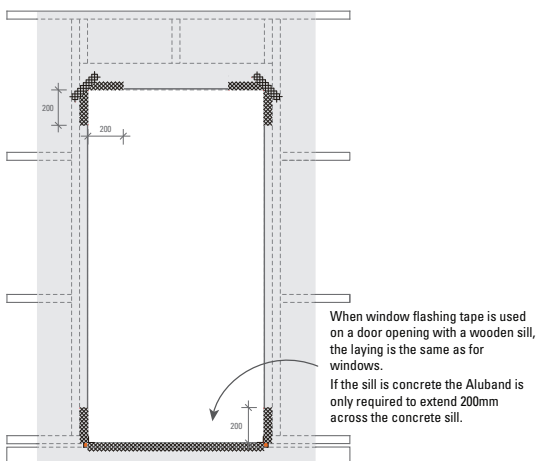 200
200
When window flashing tape is used
on a door opening with a wooden sill,
the laying is the same as for
windows.
If the sill is concrete the Aluband is
only required to extend 200mm
across the concrete sill.
200